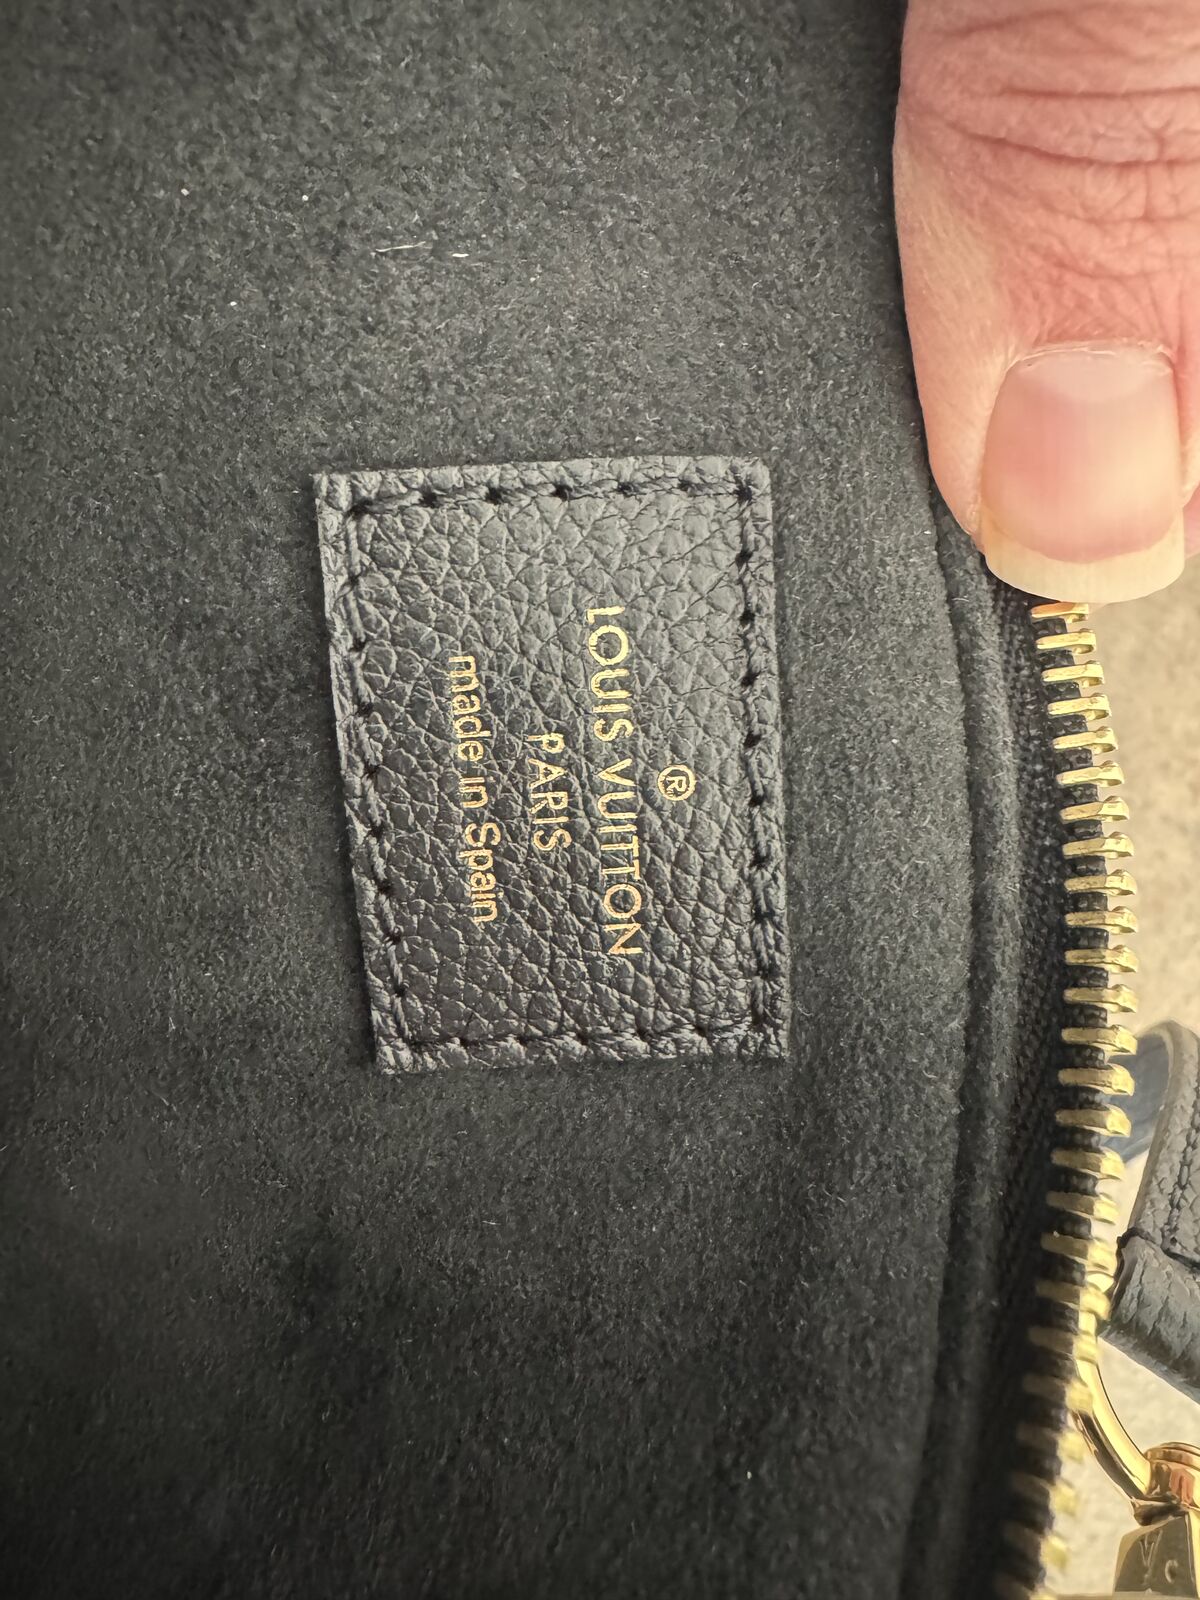 ®
LOUIS VUITTON
PARIS
made in Spain